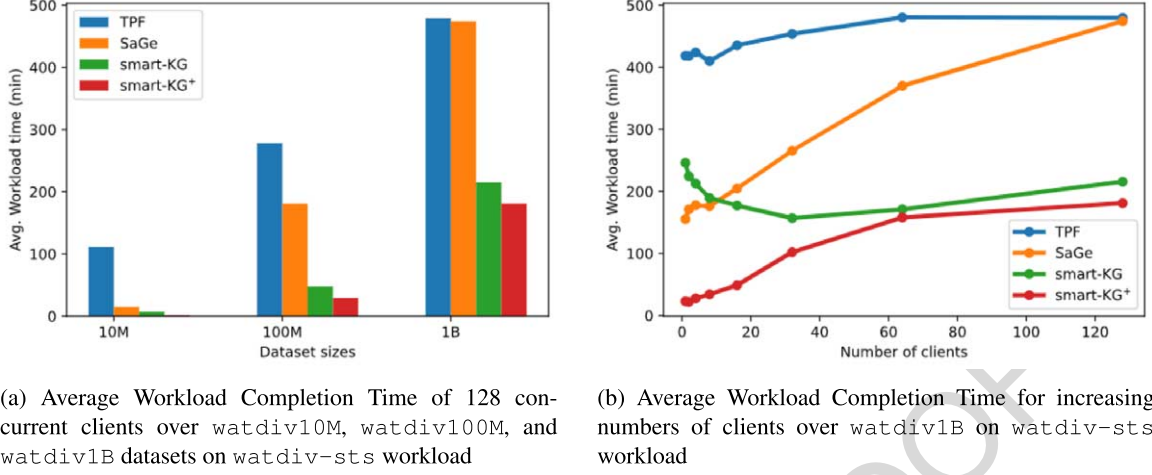 500
400
300
200
100
0
Avg. Workload time (min)
TPF
SaGe
smart-KG
smart-KG⁺
10M
100M
1B
Dataset sizes
500
400
300
200
100
0
Avg. Workload time (min)
TPF
SaGe
smart-KG
smart-KG⁺
0
20
40
60
80
100
120
Number of clients
(a) Average Workload Completion Time of 128 con-
current clients over watdiv10M, watdiv100M, and
watdiv1B datasets on watdiv-sts workload
(b) Average Workload Completion Time for increasing
numbers of clients over watdiv1B on watdiv-sts
workload